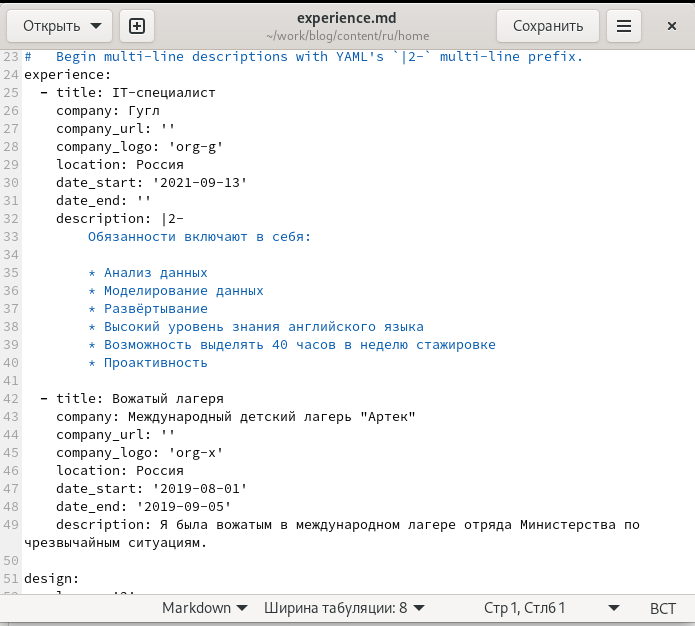 Открыть
experience.md
~/work/blog/content/ru/home
Сохранить
23 #   Begin multi-line descriptions with YAML's `|2-` multi-line prefix.
24 experience:
25   - title: IT-специалист
26     company: Гугл
27     company_url: ''
28     company_logo: 'org-g'
29     location: Россия
30     date_start: '2021-09-13'
31     date_end: ''
32     description: |2-
33         Обязанности включают в себя:
34
35         * Анализ данных
36         * Моделирование данных
37         * Развёртывание
38         * Высокий уровень знания английского языка
39         * Возможность выделять 40 часов в неделю стажировке
40         * Проактивность
41
42   - title: Вожатый лагеря
43     company: Международный детский лагерь "Артек"
44     company_url: ''
45     company_logo: 'org-x'
46     location: Россия
47     date_start: '2019-08-01'
48     date_end: '2019-09-05'
49     description: Я была вожатым в международном лагере отряда Министерства по
чрезвычайным ситуациям.
50
51 design:
Markdown Ширина табуляции: 8 Стр 1, Стлб 1 ВСТ